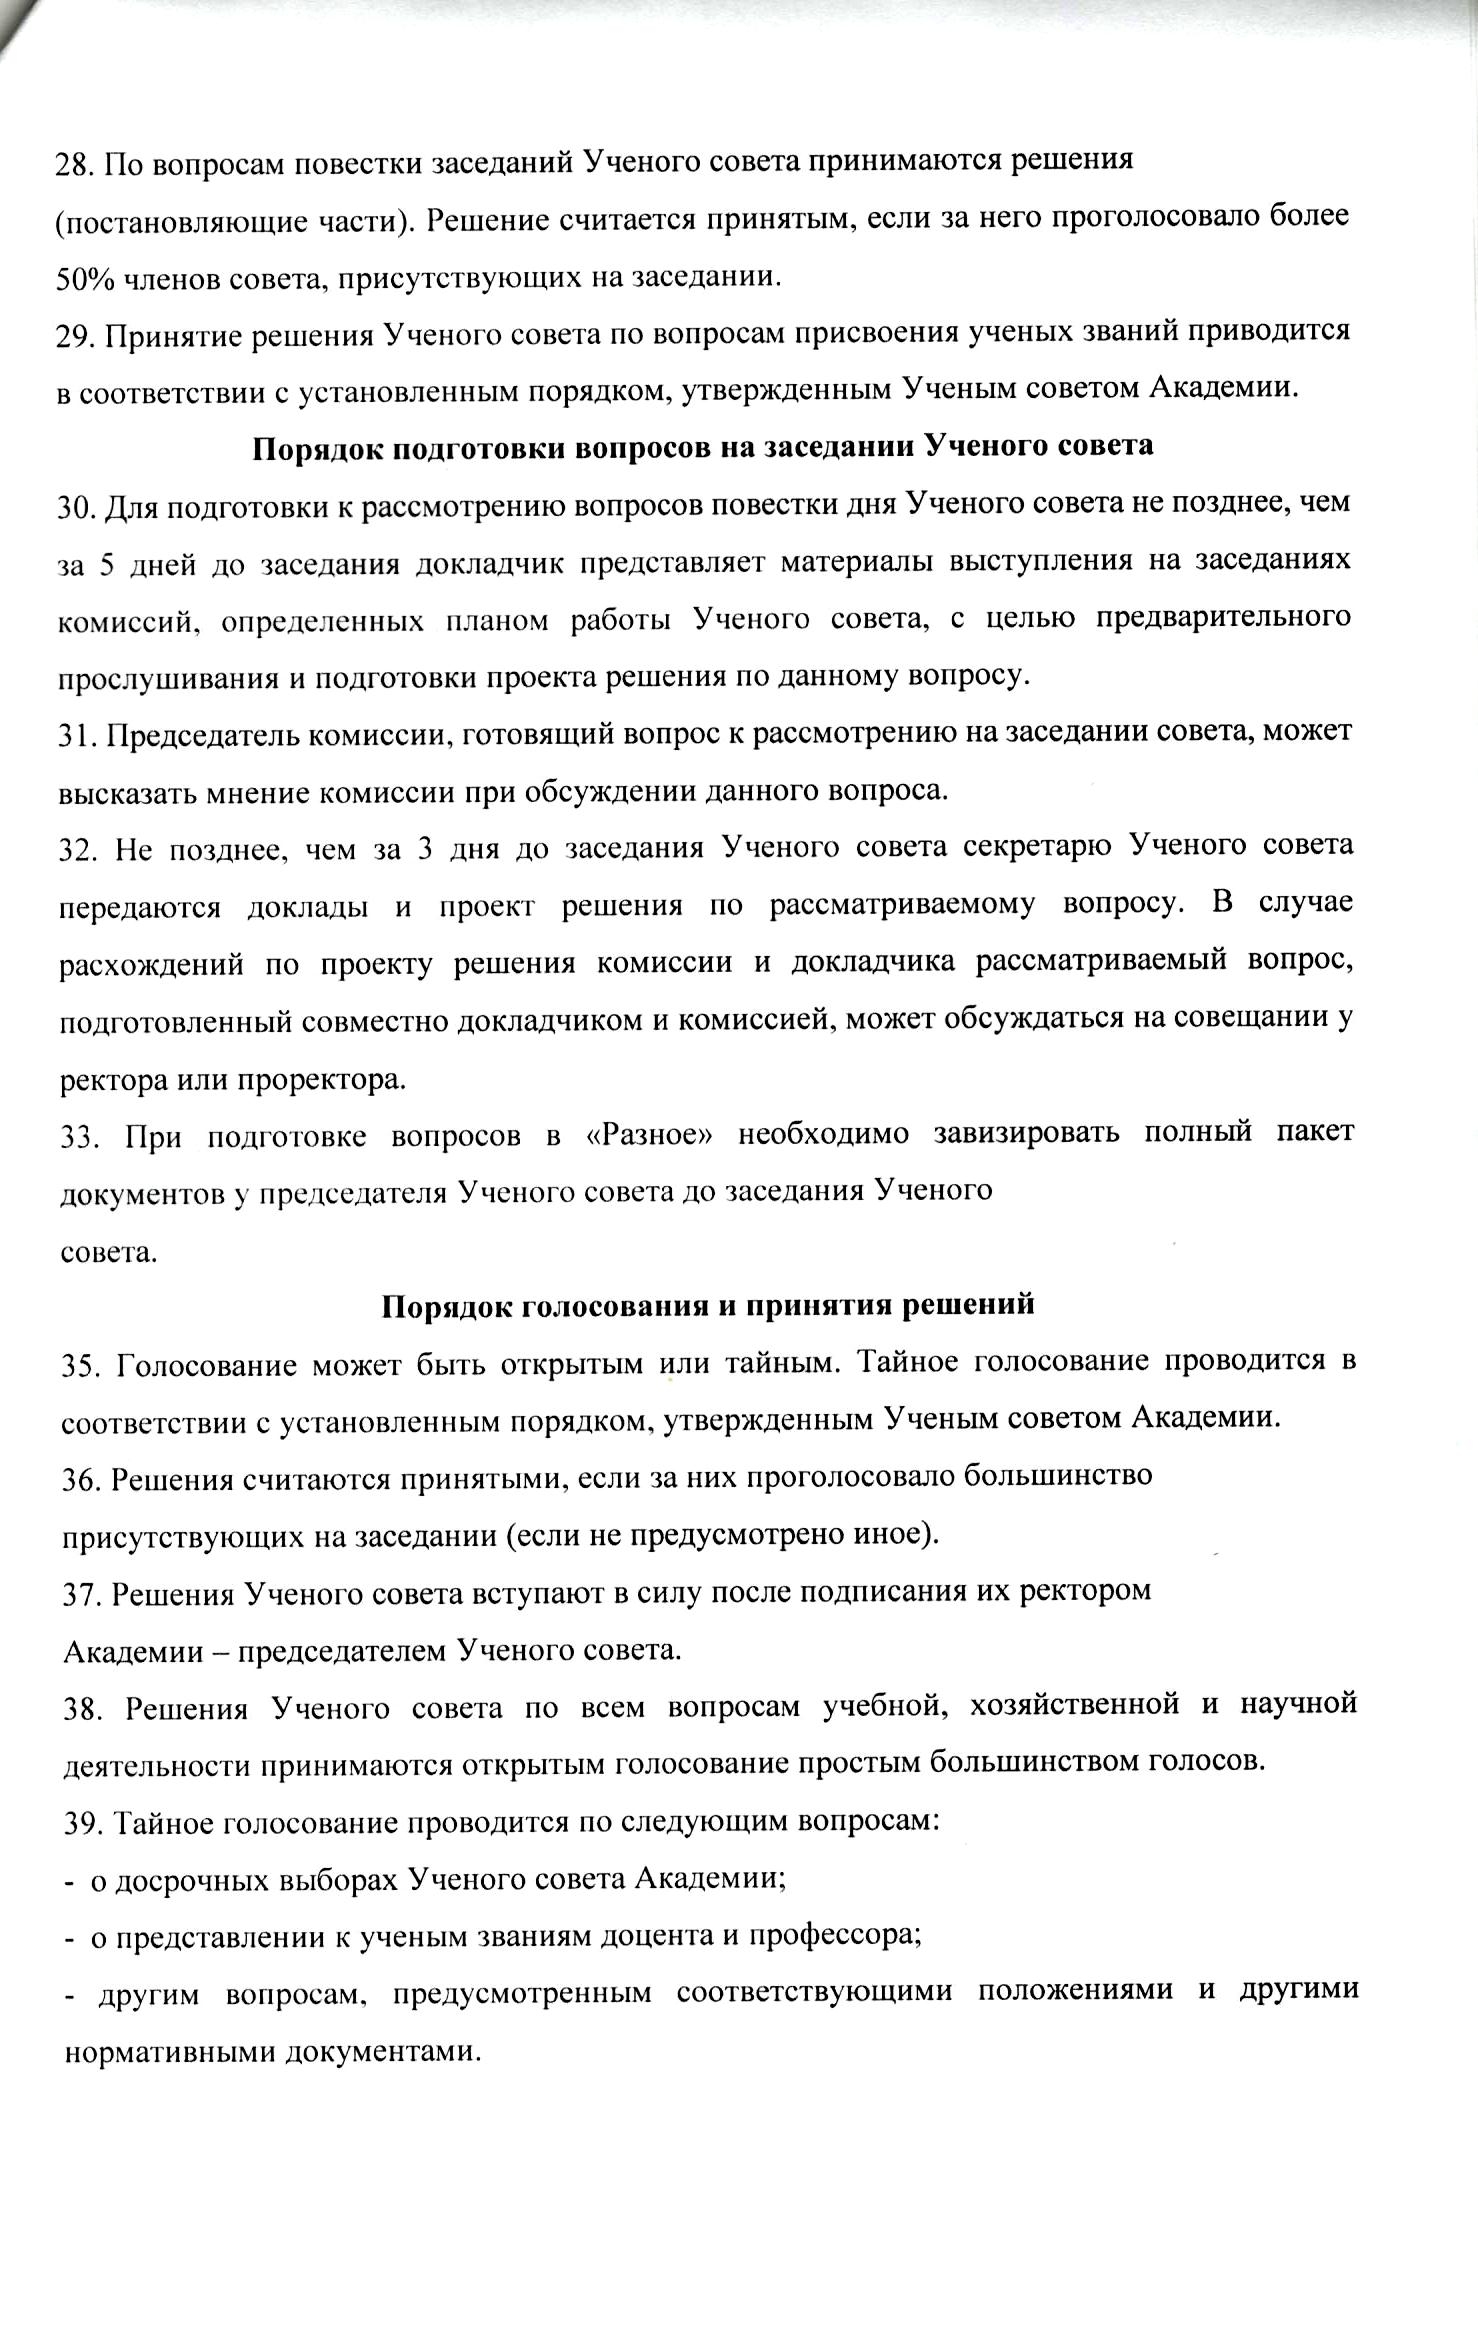 28. По вопросам повестки заседаний Ученого совета принимаются решения
(постановляющие части). Решение считается принятым, если за него проголосовало более
50% членов совета, присутствующих на заседании.
29. Принятие решения Ученого совета по вопросам присвоения ученых званий приводится
в соответствии с установленным порядком, утвержденным Ученым советом Академии.
Порядок подготовки вопросов на заседании Ученого совета
30. Для подготовки к рассмотрению вопросов повестки дня Ученого совета не позднее, чем
за 5 дней до заседания докладчик представляет материалы выступления на заседаниях
комиссий, определенных планом работы Ученого совета, с целью предварительного
прослушивания и подготовки проекта решения по данному вопросу.
31. Председатель комиссии, готовящий вопрос к рассмотрению на заседании совета, может
высказать мнение комиссии при обсуждении данного вопроса.
32. Не позднее, чем за 3 дня до заседания Ученого совета секретарю Ученого совета
передаются доклады и проект решения по рассматриваемому вопросу. В случае
расхождений по проекту решения комиссии и докладчика рассматриваемый вопрос,
подготовленный совместно докладчиком и комиссией, может обсуждаться на совещании у
ректора или проректора.
33. При подготовке вопросов в «Разное» необходимо завизировать полный пакет
документов у председателя Ученого совета до заседания Ученого
совета.
Порядок голосования и принятия решений
35. Голосование может быть открытым или тайным. Тайное голосование проводится в
соответствии с установленным порядком, утвержденным Ученым советом Академии.
36. Решения считаются принятыми, если за них проголосовало большинство
присутствующих на заседании (если не предусмотрено иное).
37. Решения Ученого совета вступают в силу после подписания их ректором
Академии – председателем Ученого совета.
38. Решения Ученого совета по всем вопросам учебной, хозяйственной и научной
деятельности принимаются открытым голосование простым большинством голосов.
39. Тайное голосование проводится по следующим вопросам:
- о досрочных выборах Ученого совета Академии;
- о представлении к ученым званиям доцента и профессора;
- другим вопросам, предусмотренным соответствующими положениями и другими
нормативными документами.